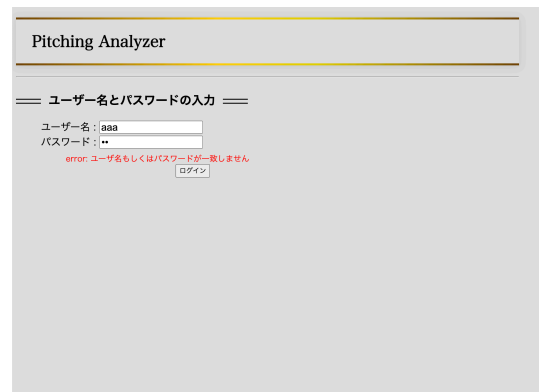 Pitching Analyzer
ユーザー名とパスワードの入力
ユーザー名 : aaa
パスワード : ••
error: ユーザ名もしくはパスワードが一致しません
ログイン